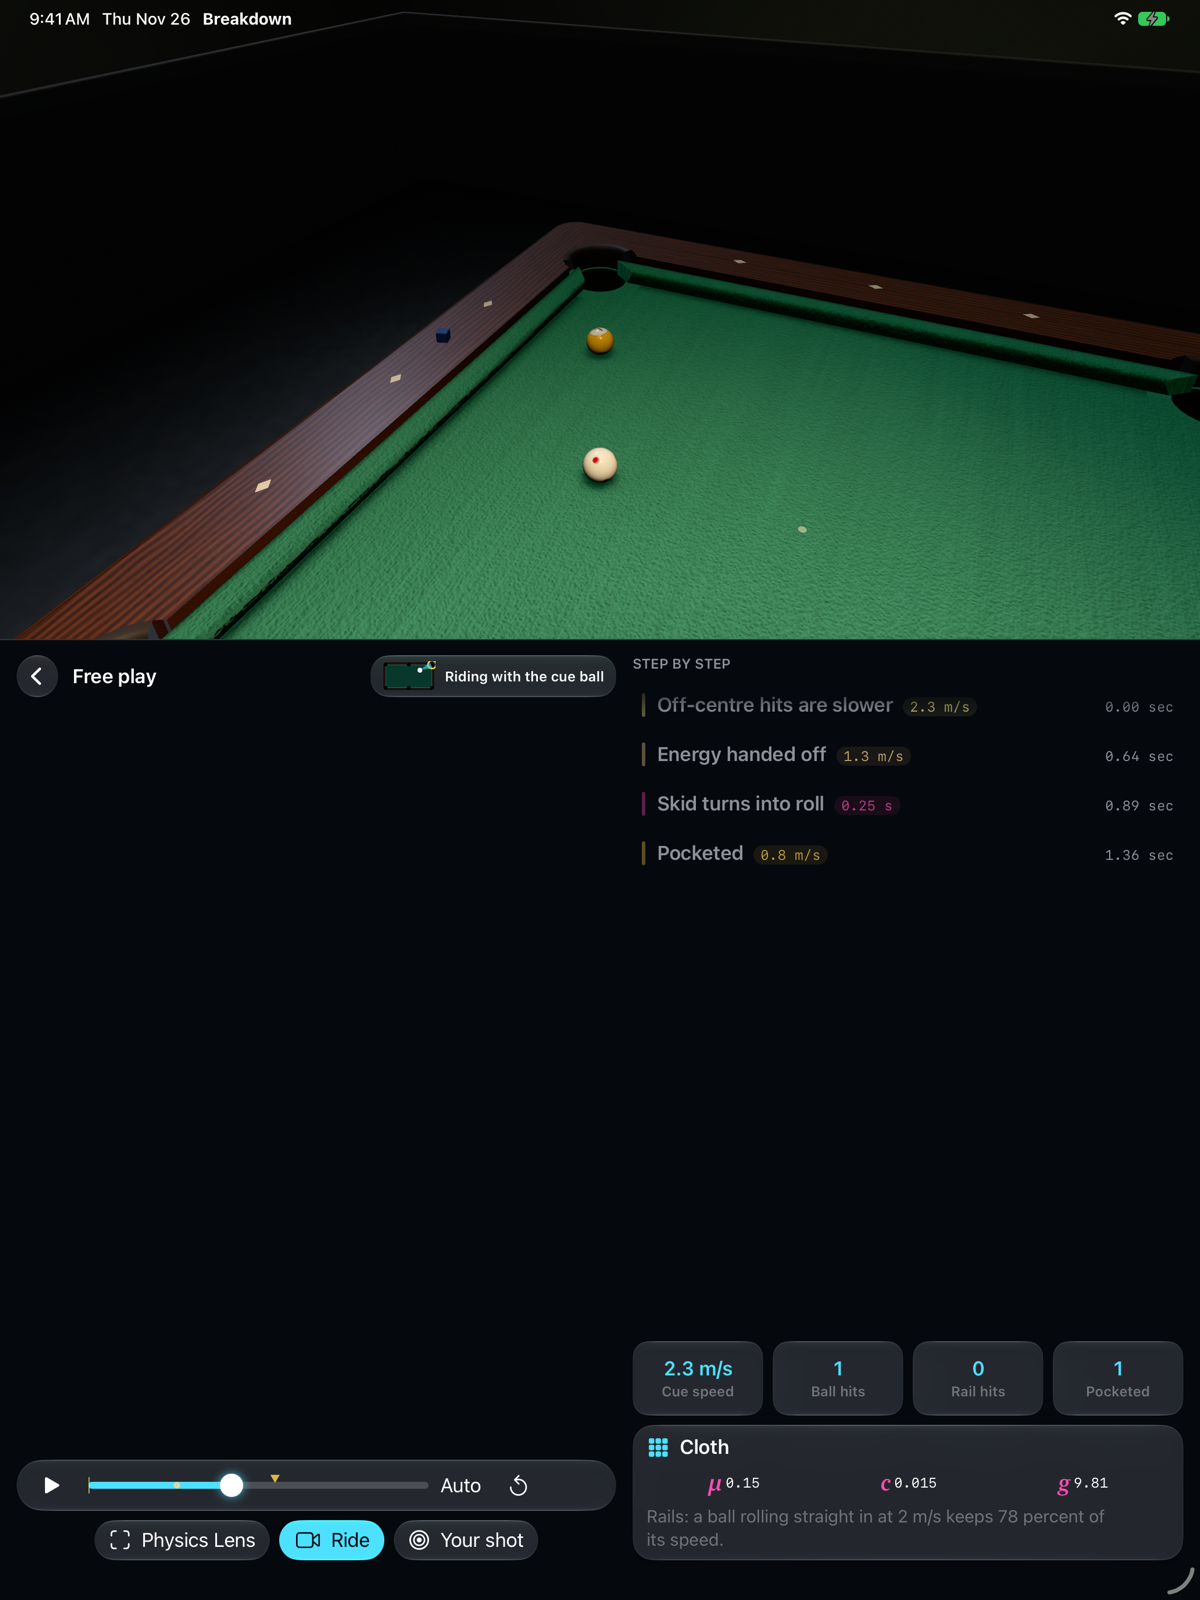 9:41 AM Thu Nov 26 Breakdown
Free play
Riding with the cue ball
STEP BY STEP
Off-centre hits are slower 2.3 m/s 0.00 sec
Energy handed off 1.3 m/s 0.64 sec
Skid turns into roll 0.25 s 0.89 sec
Pocketed 0.8 m/s 1.36 sec
2.3 m/s
Cue speed
1
Ball hits
0
Rail hits
1
Pocketed
Cloth
μ 0.15 c 0.015 g 9.81
Rails: a ball rolling straight in at 2 m/s keeps 78 percent of
its speed.
Auto
Physics Lens
Ride
Your shot